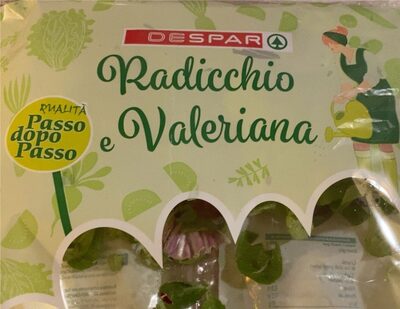 DESPAR
Radicchio
e Valeriana
QUALITÀ
Passo
dopo
Passo